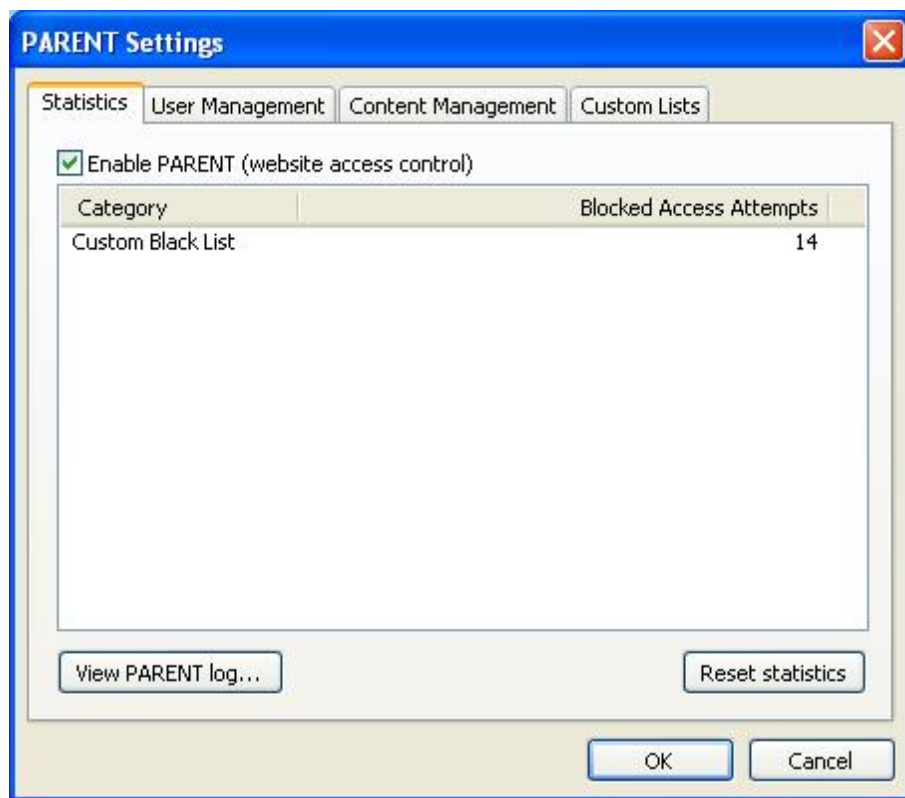 PARENT Settings
Statistics User Management Content Management Custom Lists
Enable PARENT (website access control)
Category Blocked Access Attempts
Custom Black List 14
View PARENT log... Reset statistics
OK Cancel